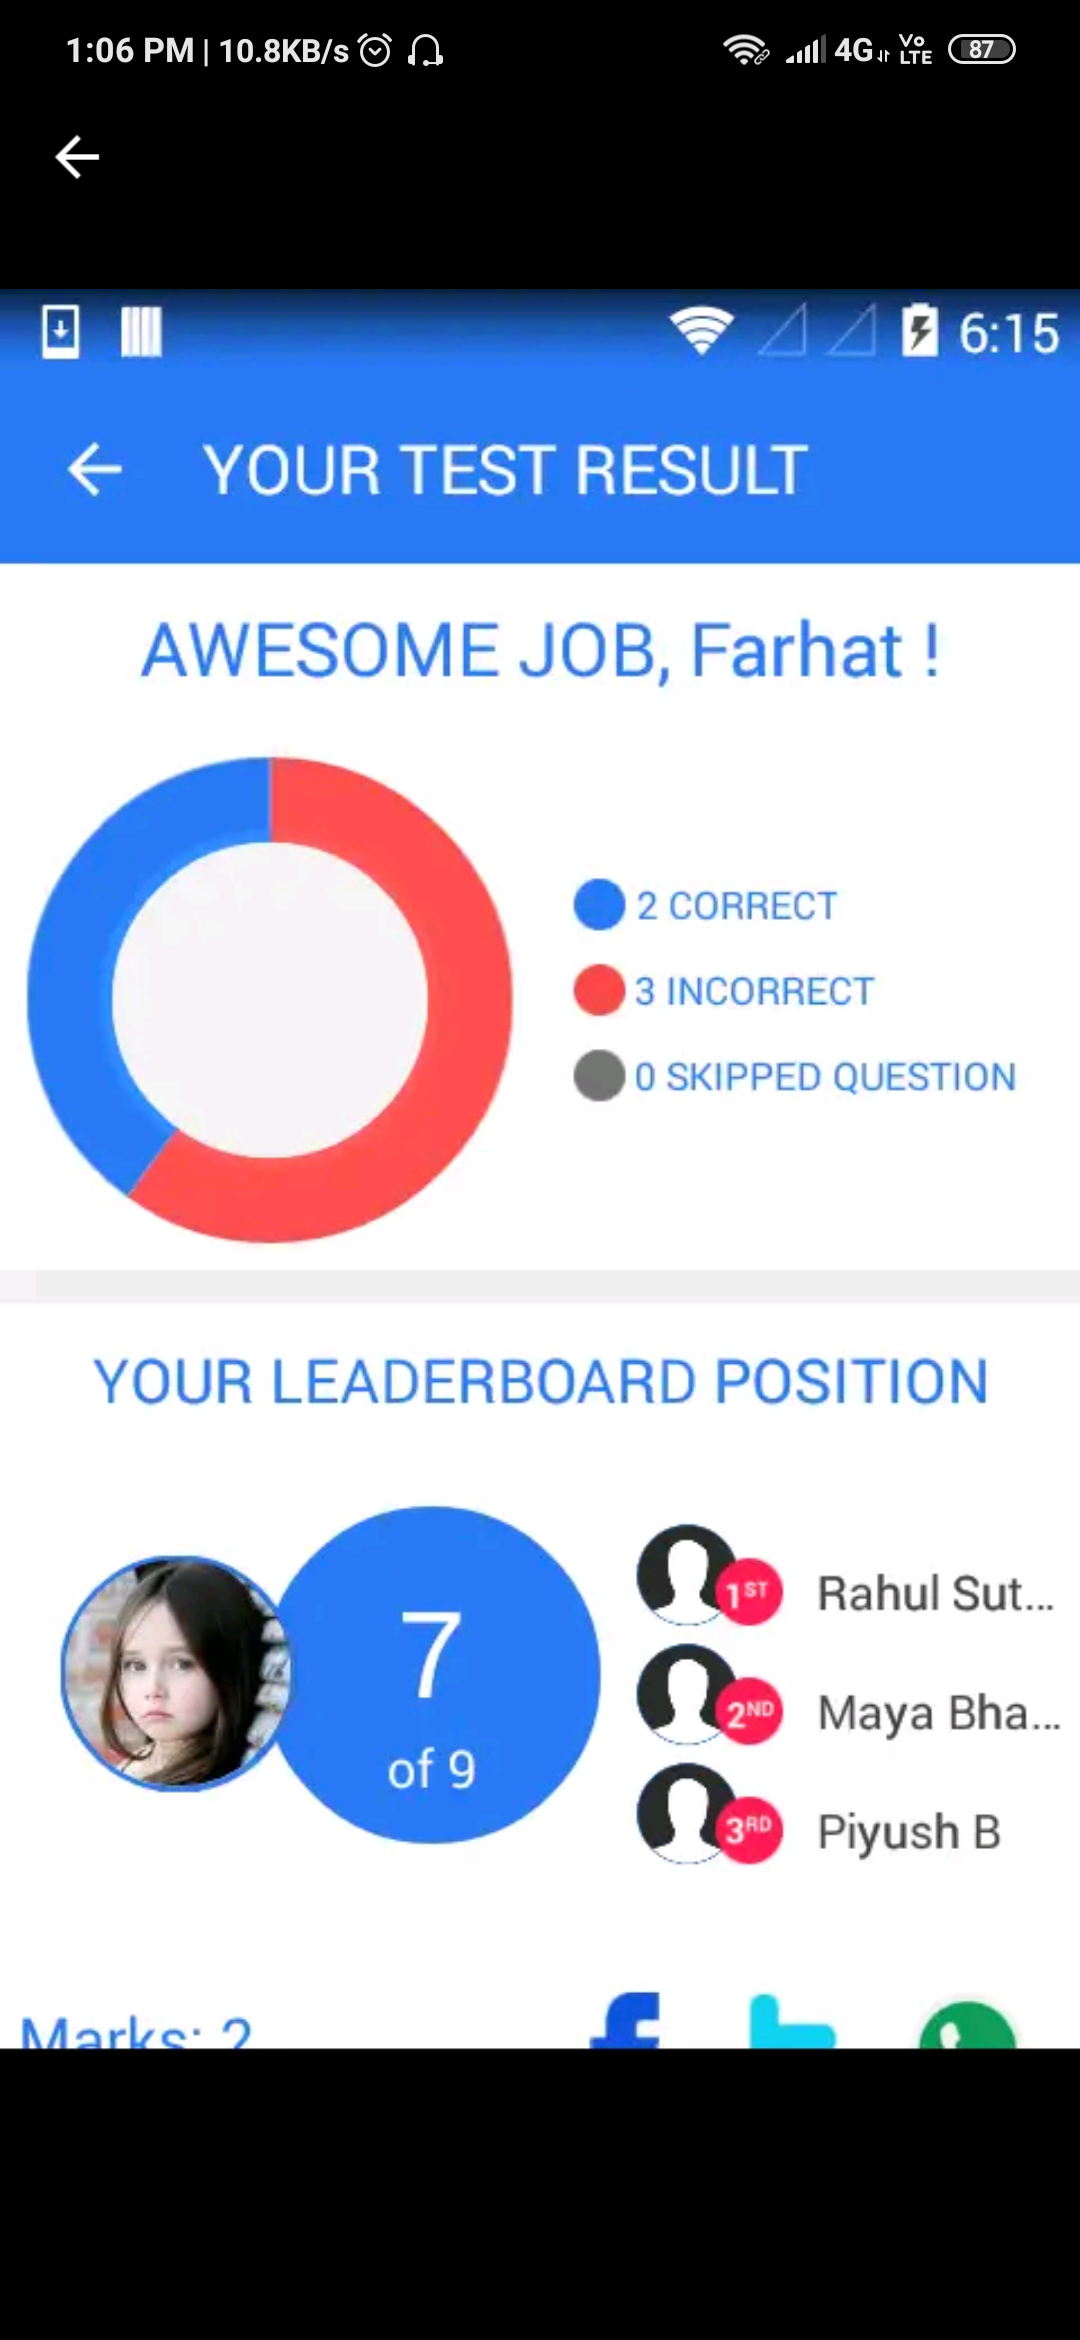 1:06 PM | 10.8KB/s 4G Vo LTE 87
6:15
YOUR TEST RESULT
AWESOME JOB, Farhat !
2 CORRECT
3 INCORRECT
0 SKIPPED QUESTION
YOUR LEADERBOARD POSITION
7
of 9
1ST Rahul Sut...
2ND Maya Bha...
3RD Piyush B
Marks: 2